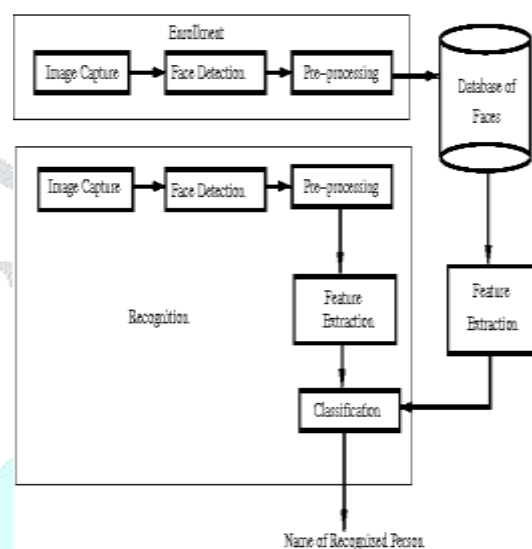 Enrollment
Image Capture
Face Detection
Pre-processing
Database of
Faces
Image Capture
Face Detection
Pre-processing
Feature
Extraction
Feature
Extraction
Recognition
Classification
Name of Recognized Person